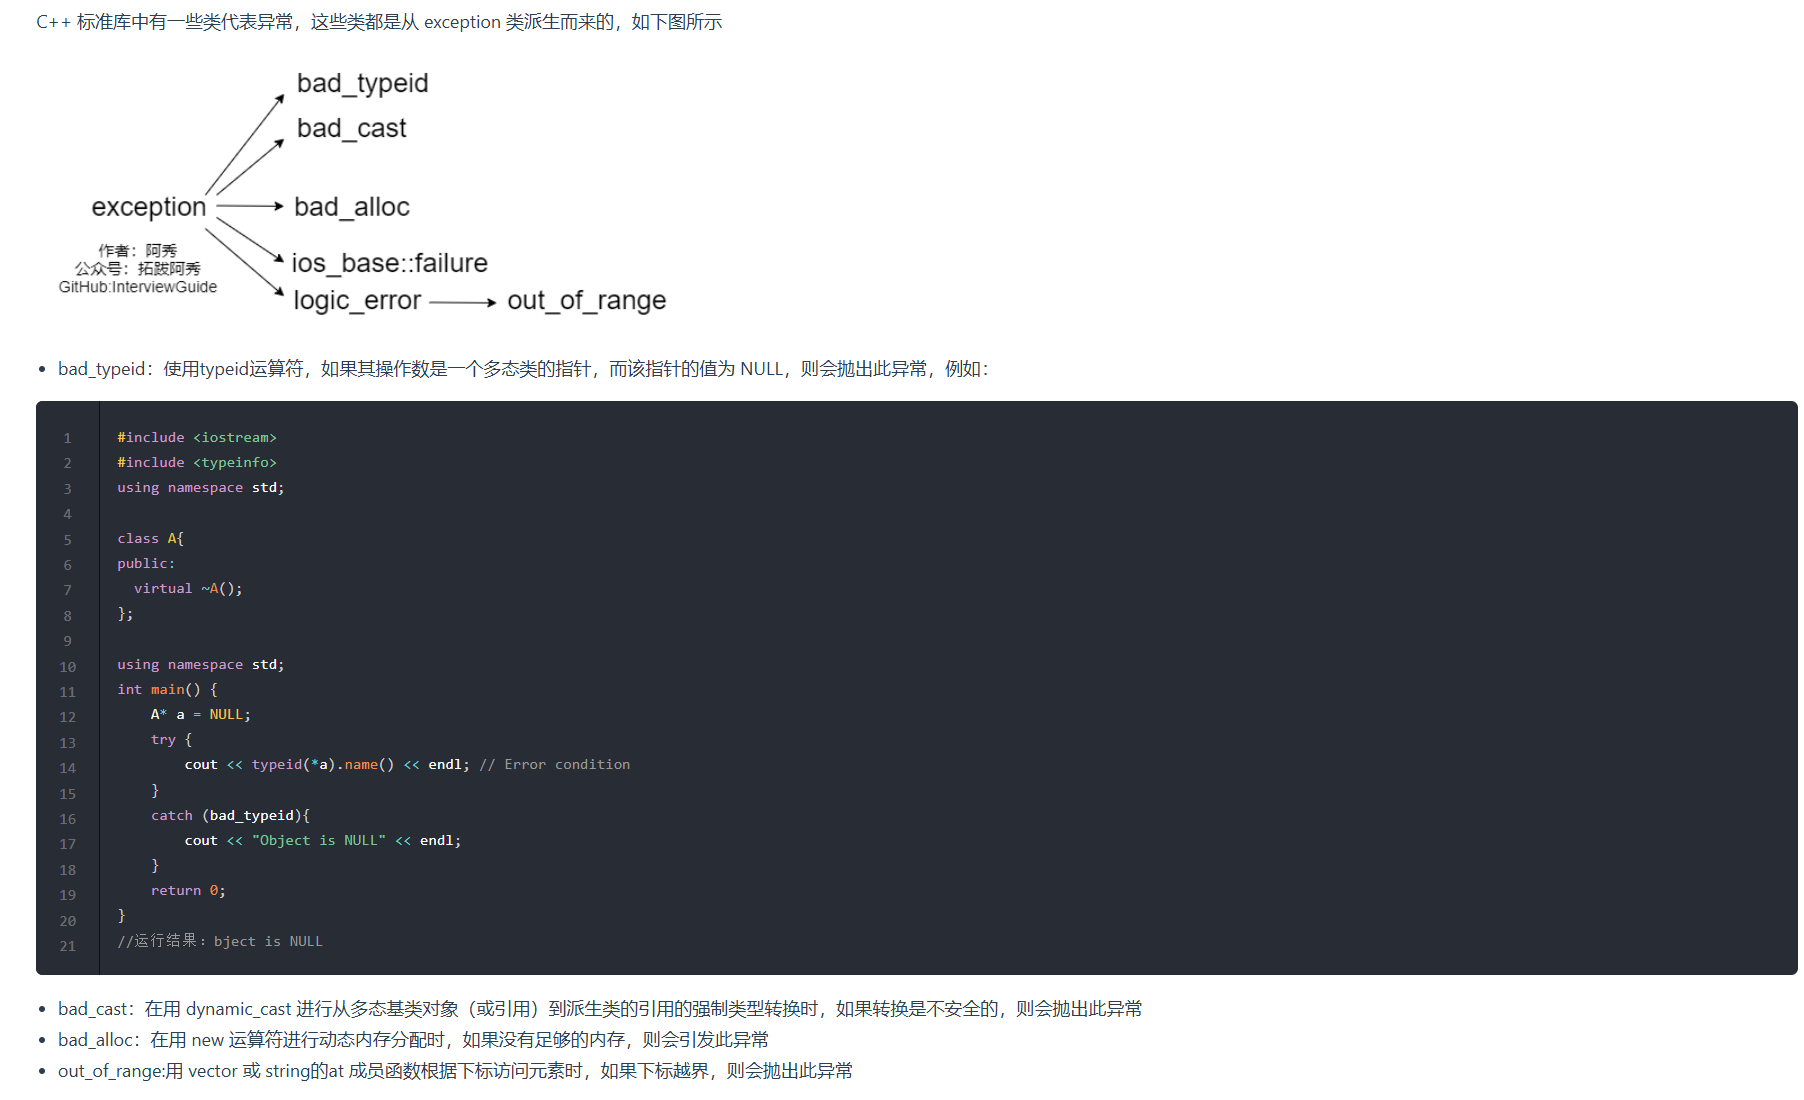 C++ 标准库中有一些类代表异常，这些类都是从 exception 类派生而来的，如下图所示
bad_typeid
bad_cast
exception
bad_alloc
作者：阿秀
公众号：拓跋阿秀
GitHub:InterviewGuide
ios_base::failure
logic_error
out_of_range
• bad_typeid：使用typeid运算符，如果其操作数是一个多态类的指针，而该指针的值为 NULL，则会抛出此异常，例如：
1 #include <iostream>
2 #include <typeinfo>
3 using namespace std;
4
5 class A{
6 public:
7   virtual ~A();
8 };
9
10 using namespace std;
11 int main() {
12     A* a = NULL;
13     try {
14         cout << typeid(*a).name() << endl; // Error condition
15     }
16     catch (bad_typeid){
17         cout << "Object is NULL" << endl;
18     }
19     return 0;
20 }
21 //运行结果：bject is NULL
• bad_cast：在用 dynamic_cast 进行从多态基类对象（或引用）到派生类的引用的强制类型转换时，如果转换是不安全的，则会抛出此异常
• bad_alloc：在用 new 运算符进行动态内存分配时，如果没有足够的内存，则会引发此异常
• out_of_range:用 vector 或 string的at 成员函数根据下标访问元素时，如果下标越界，则会抛出此异常